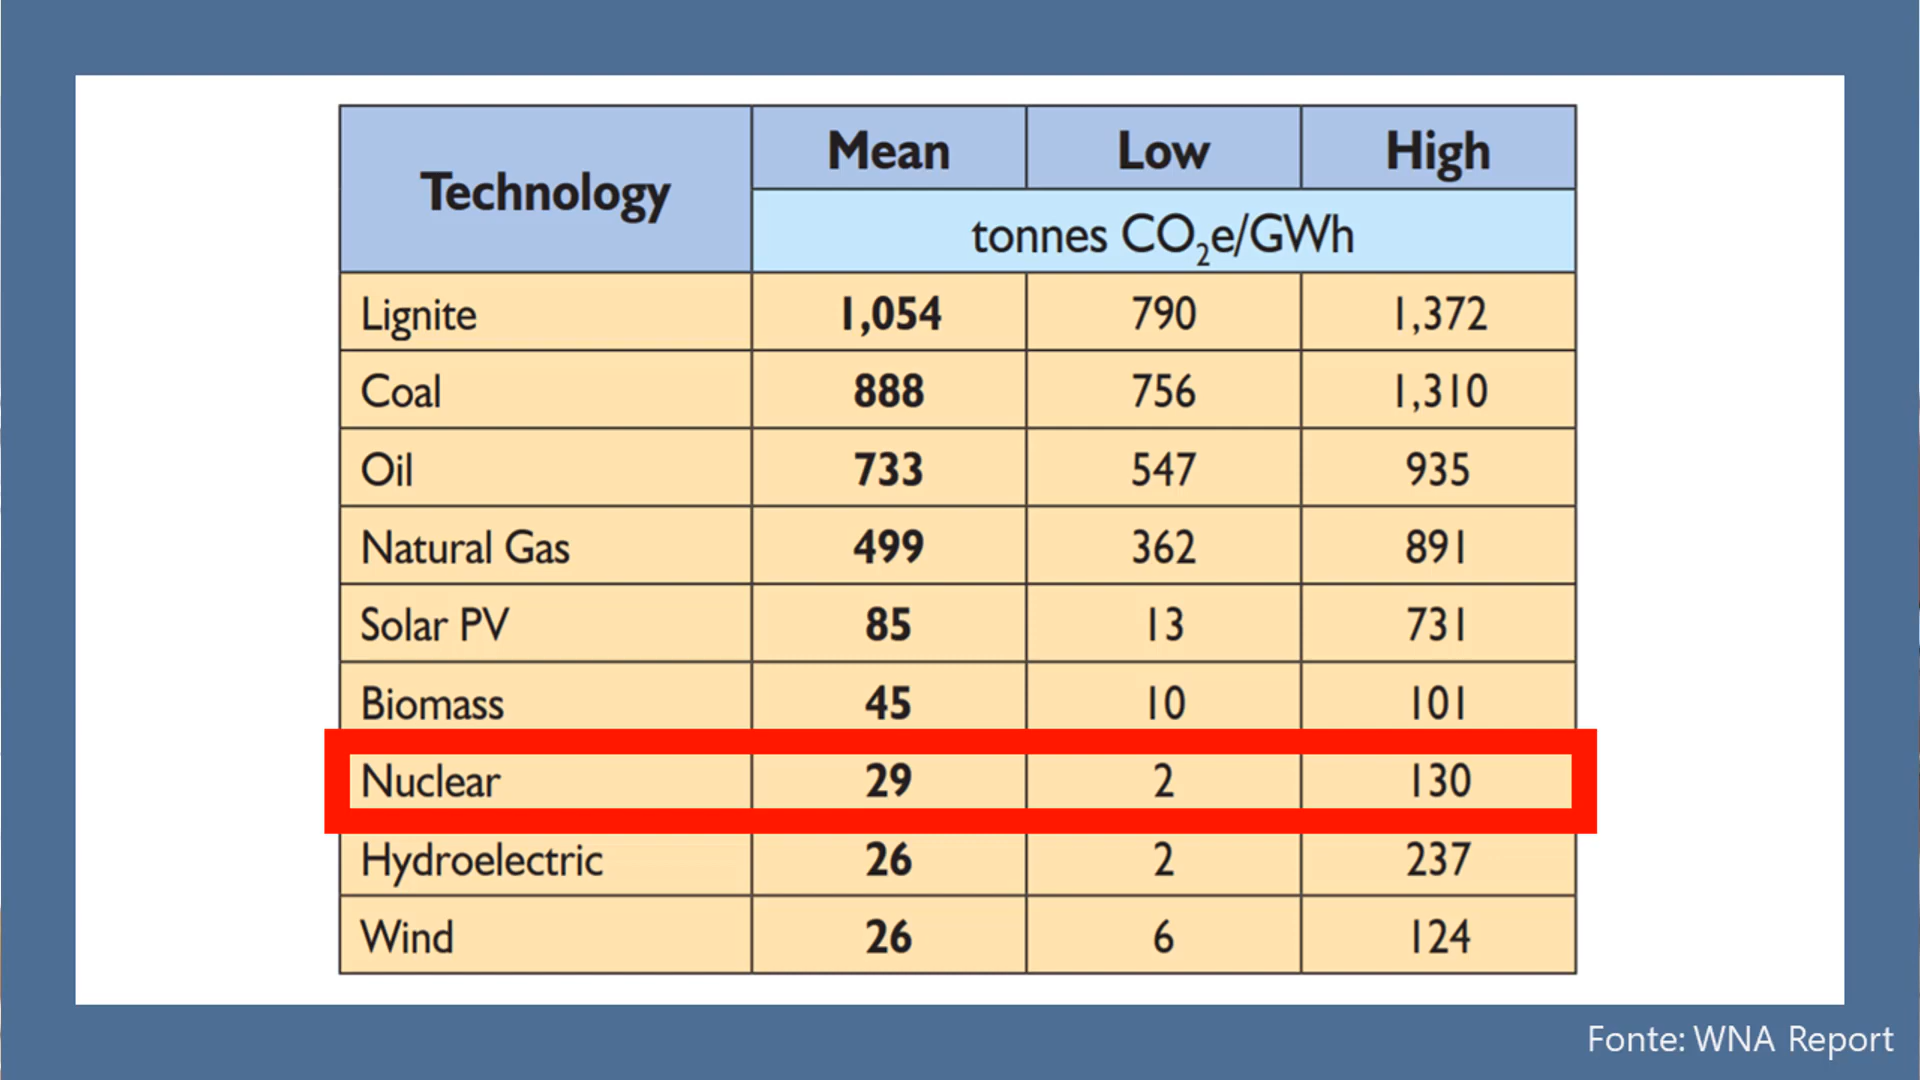 Technology Mean Low High
tonnes CO₂e/GWh
Lignite 1,054 790 1,372
Coal 888 756 1,310
Oil 733 547 935
Natural Gas 499 362 891
Solar PV 85 13 731
Biomass 45 10 101
Nuclear 29 2 130
Hydroelectric 26 2 237
Wind 26 6 124
Fonte: WNA Report